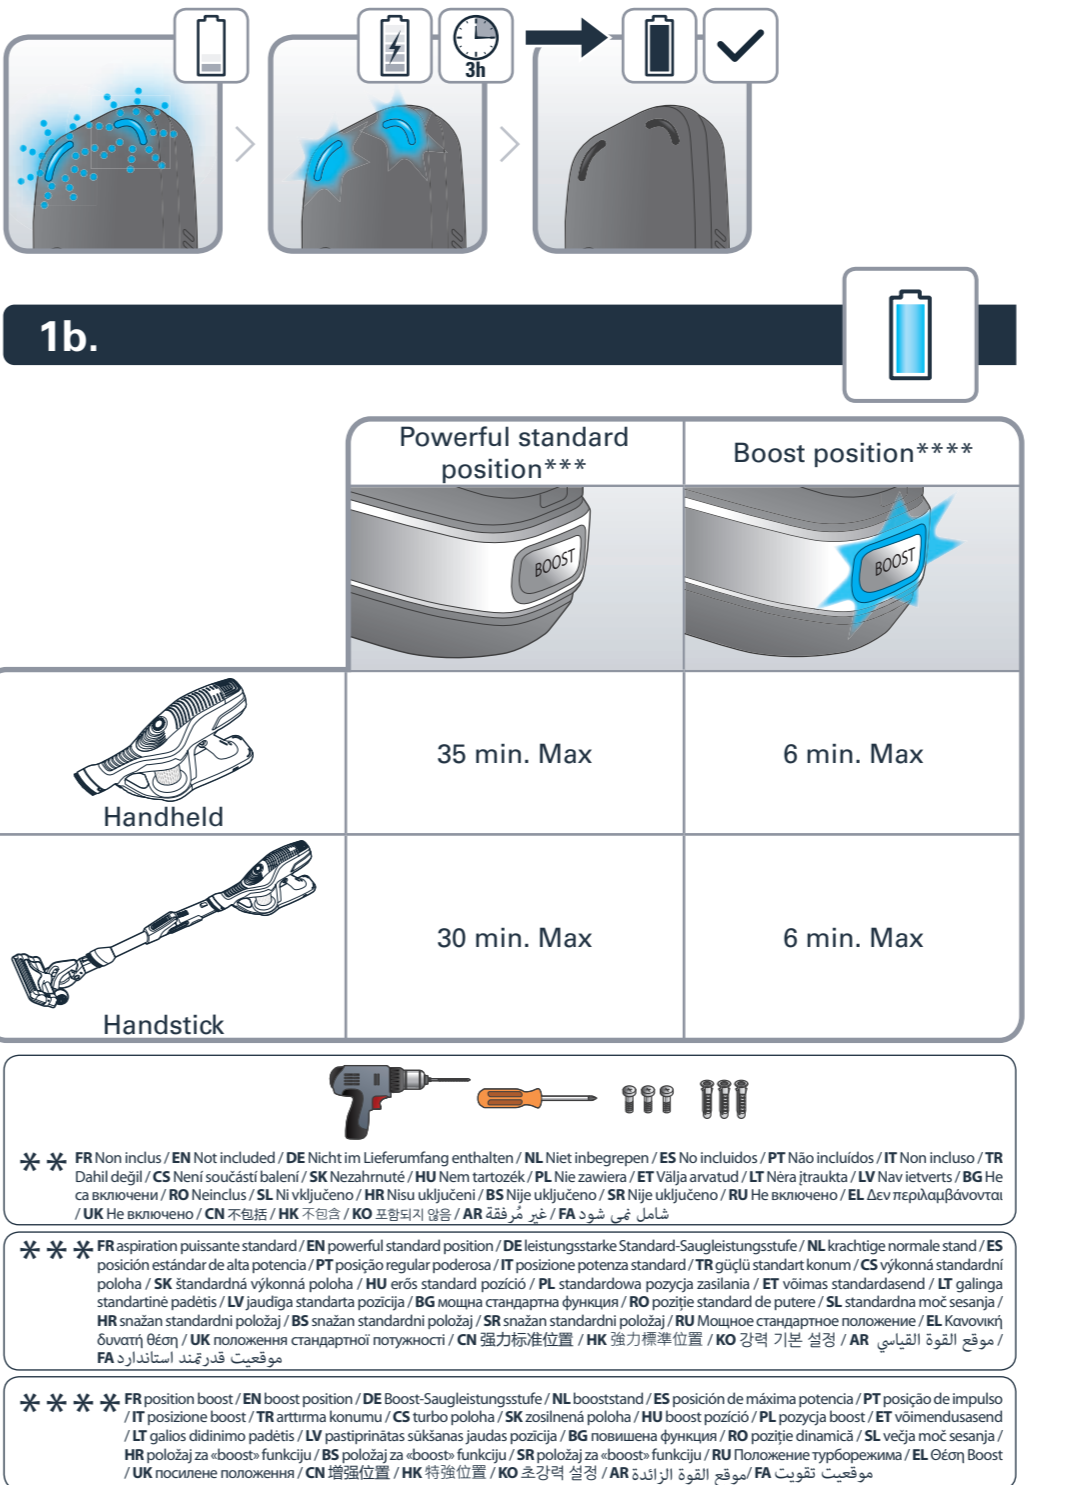 3h
1b.
Powerful standard
position***
Boost position****
BOOST
BOOST
Handheld
35 min. Max
6 min. Max
Handstick
30 min. Max
6 min. Max
** FR Non inclus / EN Not included / DE Nicht im Lieferumfang enthalten / NL Niet inbegrepen / ES No incluidos / PT Não incluídos / IT Non incluso / TR
Dahil değil / CS Není součástí balení / SK Nezahrnuté / HU Nem tartozék / PL Nie zawiera / ET Välja arvatud / LT Nėra įtraukta / LV Nav ietverts / BG Не
са включени / RO Neinclus / SL Ni vključeno / HR Nisu uključeni / BS Nije uključeno / SR Nije uključeno / RU Не включено / EL Δεν περιλαμβάνονται
/ UK Не включено / CN 不包括 / HK 不包含 / KO 포함되지 않음 / AR غير مُرفقة / FA شامل نمی شود
*** FR aspiration puissante standard / EN powerful standard position / DE leistungsstarke Standard-Saugleistungsstufe / NL krachtige normale stand / ES
posición estándar de alta potencia / PT posição regular poderosa / IT posizione potenza standard / TR güçlü standart konum / CS výkonná standardní
poloha / SK štandardná výkonná poloha / HU erős standard pozíció / PL standardowa pozycja zasilania / ET võimas standardasend / LT galinga
standartinė padėtis / LV jaudīga standarta pozīcija / BG мощна стандартна функция / RO poziție standard de putere / SL standardna moč sesanja /
HR snažan standardni položaj / BS snažan standardni položaj / SR snažan standardni položaj / RU Мощное стандартное положение / EL Κανονική
δυνατή θέση / UK положення стандартної потужності / CN 强力标准位置 / HK 強力標準位置 / KO 강력 기본 설정 / AR موقع القوة القياسي /
FA موقعیت قدرتمند استاندارد
**** FR position boost / EN boost position / DE Boost-Saugleistungsstufe / NL booststand / ES posición de máxima potencia / PT posição de impulso
/ IT posizione boost / TR arttırma konumu / CS turbo poloha / SK zosilnená poloha / HU boost pozíció / PL pozycja boost / ET võimendusasend
/ LT galios didinimo padėtis / LV pastiprinātas sūkšanas jaudas pozīcija / BG повишена функция / RO poziție dinamică / SL večja moč sesanja /
HR položaj za «boost» funkciju / BS položaj za «boost» funkciju / SR položaj za «boost» funkciju / RU Положение турборежима / EL Θέση Boost
/ UK посилене положення / CN 增强位置 / HK 特強位置 / KO 초강력 설정 / AR موقع القوة الزائدة / FA موقعیت تقویت